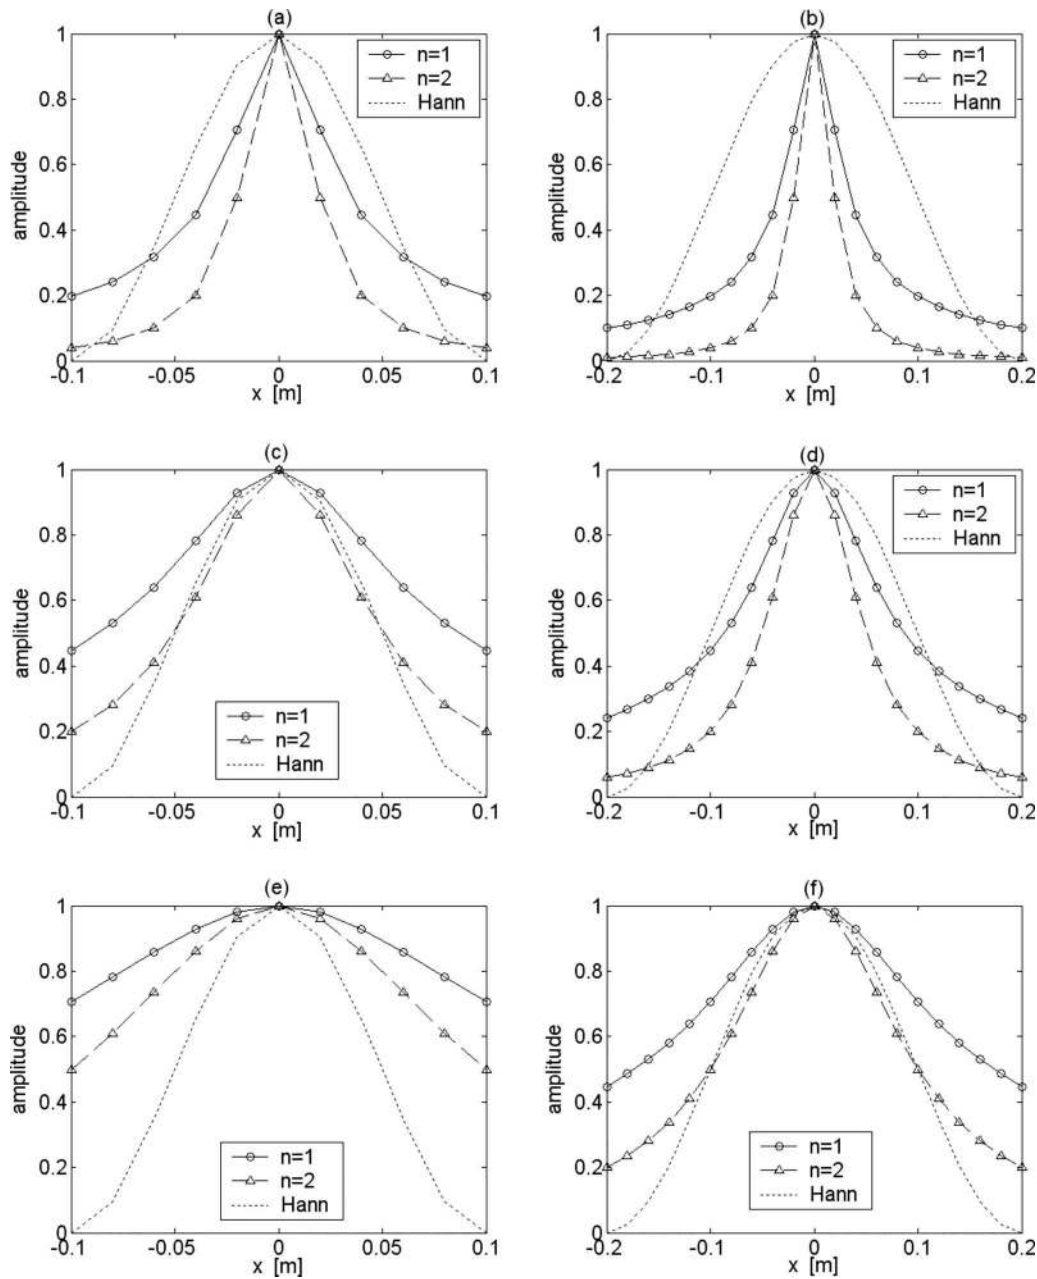 (a)
1
0.8
0.6
0.4
0.2
0
amplitude
n=1
n=2
Hann
-0.1
-0.05
0
0.05
0.1
x [m]
(b)
1
0.8
0.6
0.4
0.2
0
amplitude
n=1
n=2
Hann
-0.2
-0.1
0
0.1
0.2
x [m]
(c)
1
0.8
0.6
0.4
0.2
0
amplitude
n=1
n=2
Hann
-0.1
-0.05
0
0.05
0.1
x [m]
(d)
1
0.8
0.6
0.4
0.2
0
amplitude
n=1
n=2
Hann
-0.2
-0.1
0
0.1
0.2
x [m]
(e)
1
0.8
0.6
0.4
0.2
0
amplitude
n=1
n=2
Hann
-0.1
-0.05
0
0.05
0.1
x [m]
(f)
1
0.8
0.6
0.4
0.2
0
amplitude
n=1
n=2
Hann
-0.2
-0.1
0
0.1
0.2
x [m]